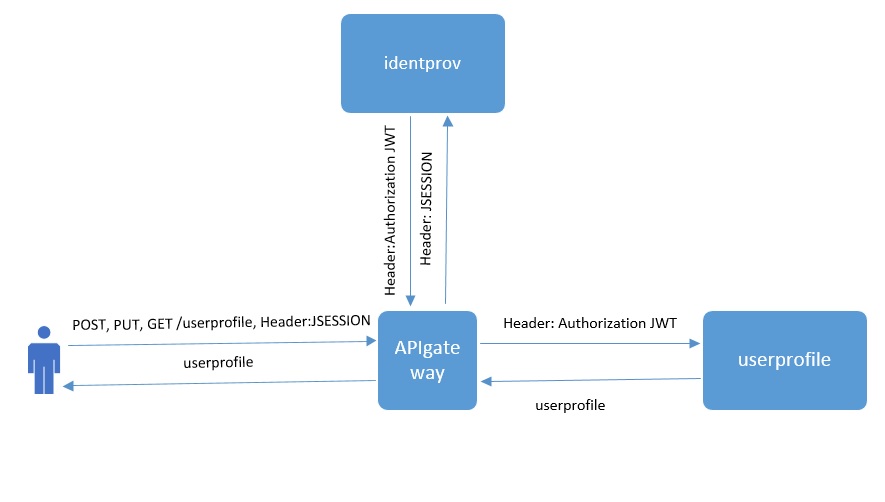 identprov
Header:Authorization JWT
Header: JSESSION
POST, PUT, GET /userprofile, Header:JSESSION
userprofile
APIgate
way
Header: Authorization JWT
userprofile
userprofile